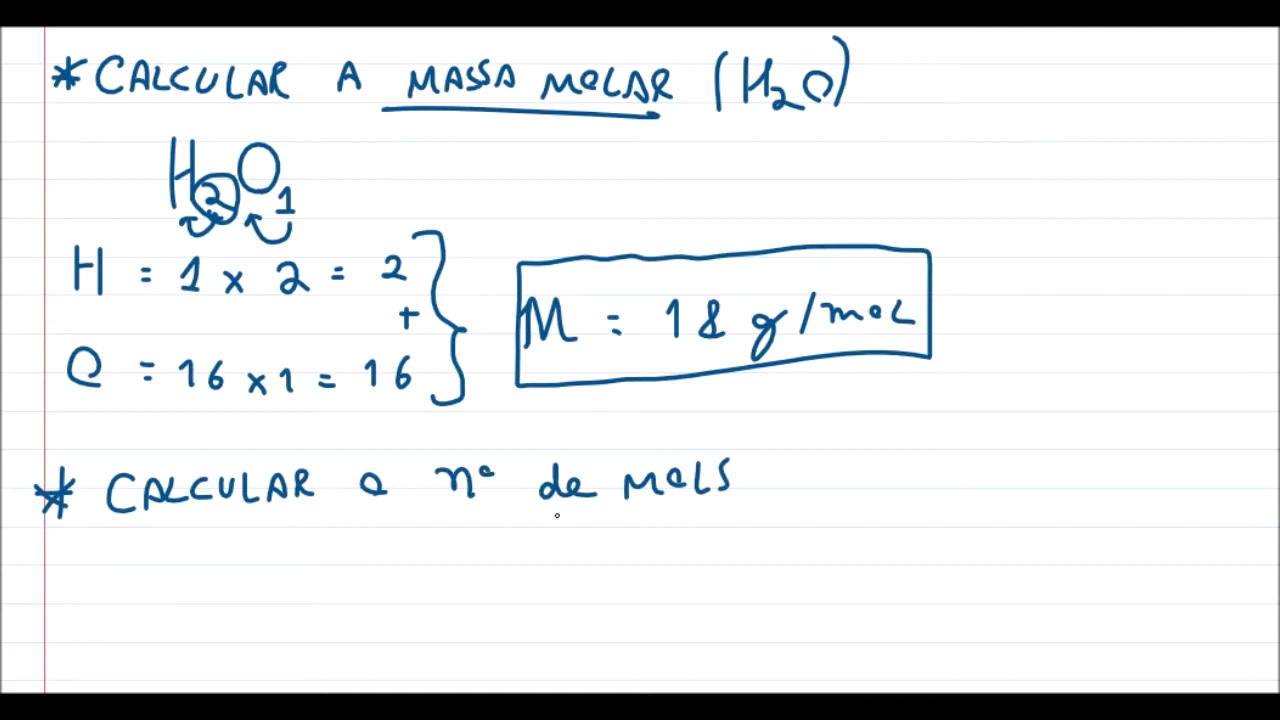 * CALCULAR A MASSA MOLAR (H₂O)
H₂O₁
H = 1 x 2 = 2
+
O = 16 x 1 = 16
M = 18 g/mol
* CALCULAR O nº de MOLS